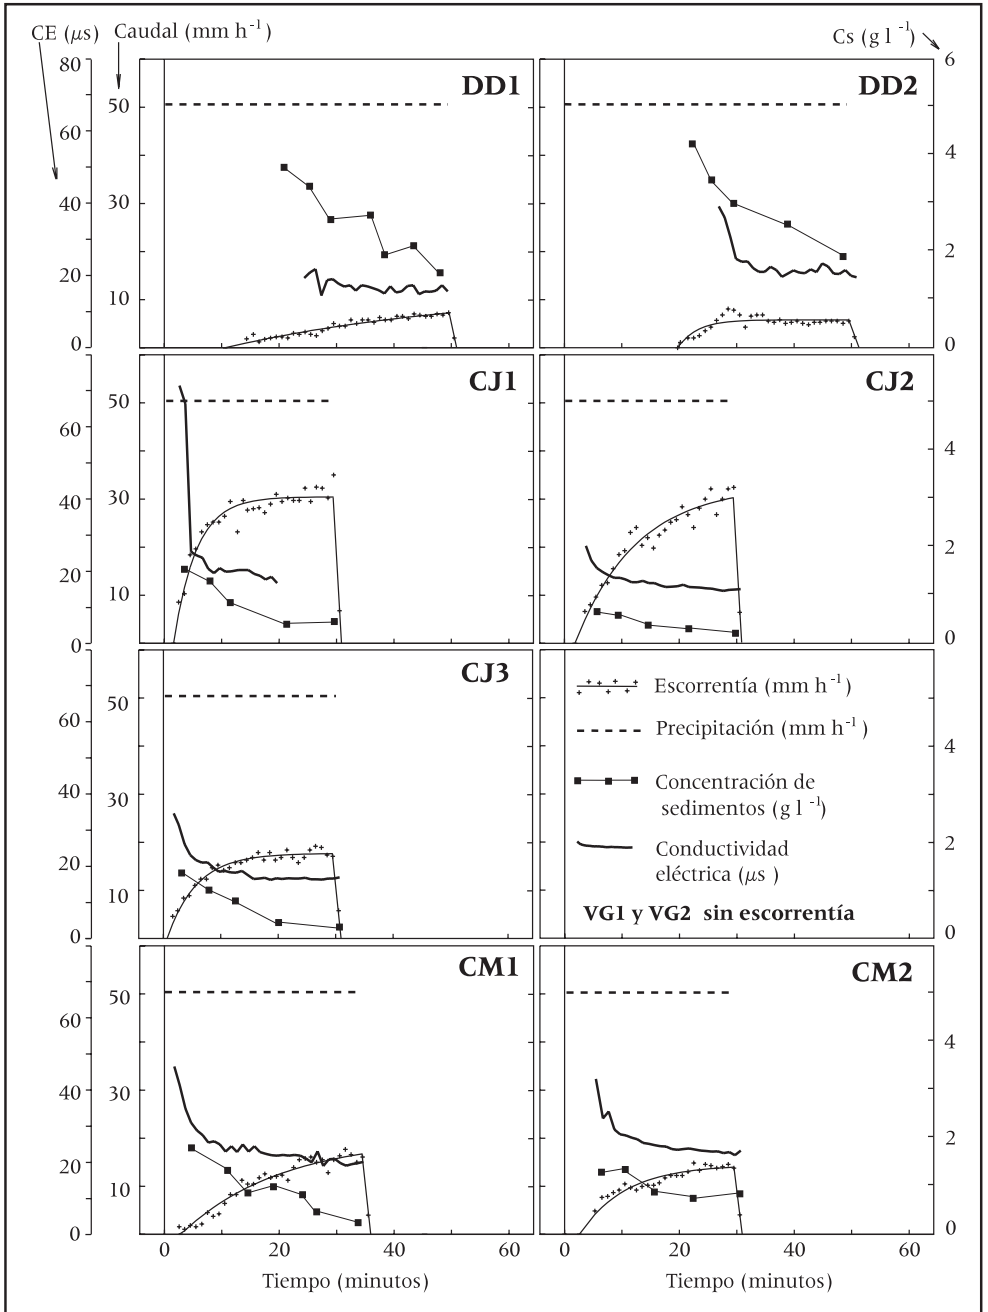 CE (μs) Caudal (mm h⁻¹) Cs (g l⁻¹)
80 6
DD1 DD2
50
60
4
40 30
2
20
10
0 0 0
CJ1 CJ2
50
60 4
40 30
2
20
10
0 0 0
CJ3
50
60
4
40 30
2
20
10
0 0 0
Escorrentía (mm h⁻¹)
Precipitación (mm h⁻¹)
Concentración de
sedimentos (g l⁻¹)
Conductividad
eléctrica (μs)
VG1 y VG2 sin escorrentía
CM1 CM2
50
60
4
40 30
2
20
10
0 0 0
0 20 40 60 0 20 40 60
Tiempo (minutos) Tiempo (minutos)